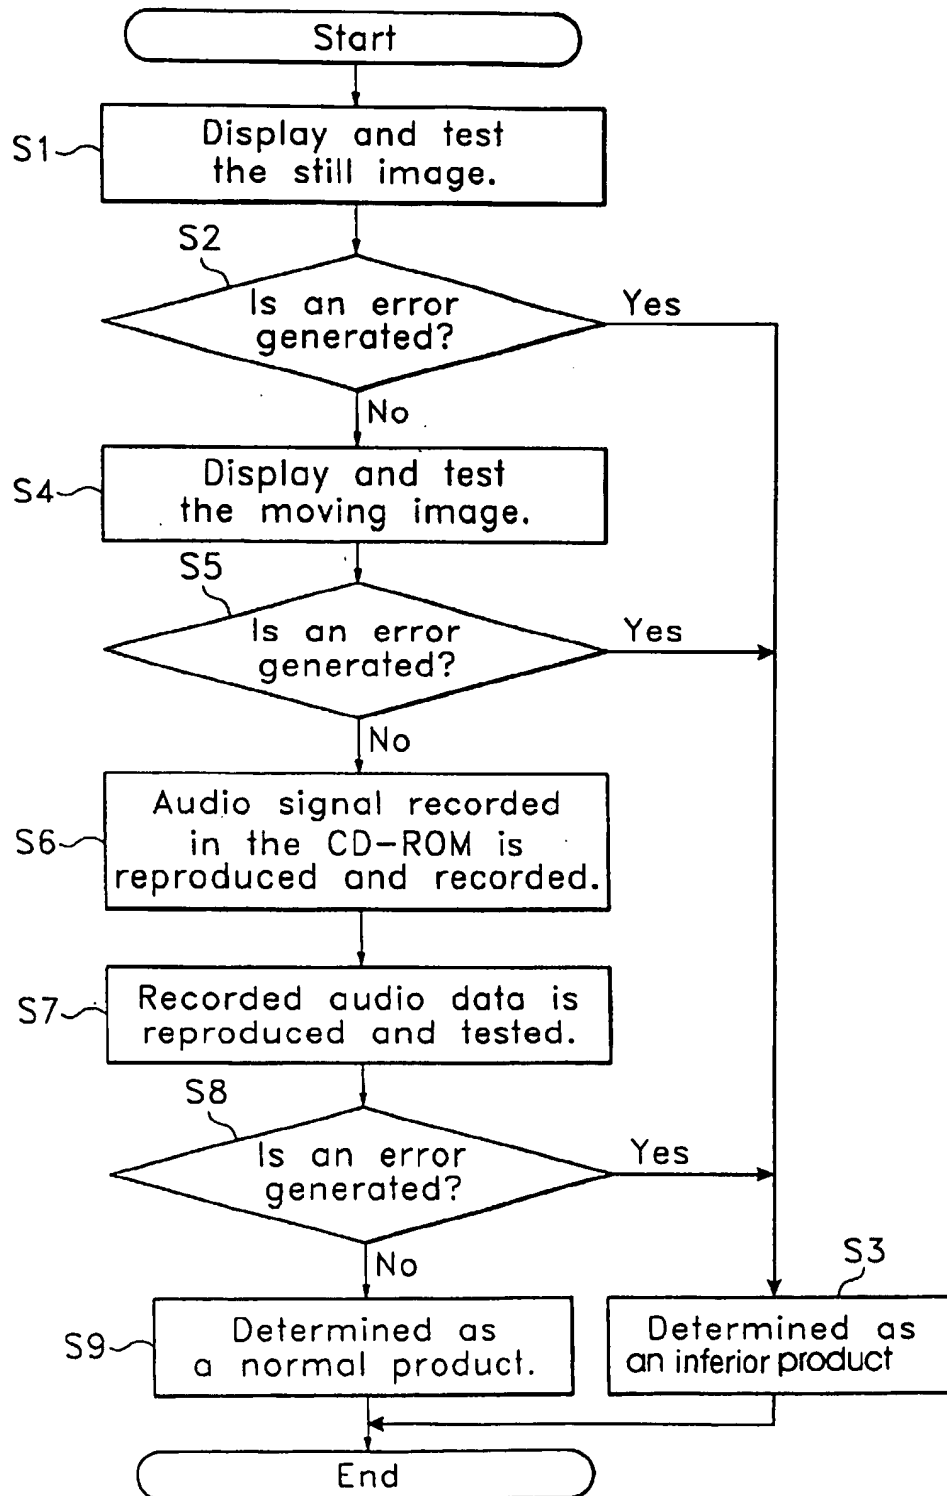 Start
S1
Display and test
the still image.
S2
Is an error
generated?
Yes
No
S4
Display and test
the moving image.
S5
Is an error
generated?
Yes
No
S6
Audio signal recorded
in the CD-ROM is
reproduced and recorded.
S7
Recorded audio data is
reproduced and tested.
S8
Is an error
generated?
Yes
No
S3
S9
Determined as
a normal product.
Determined as
an inferior product
End